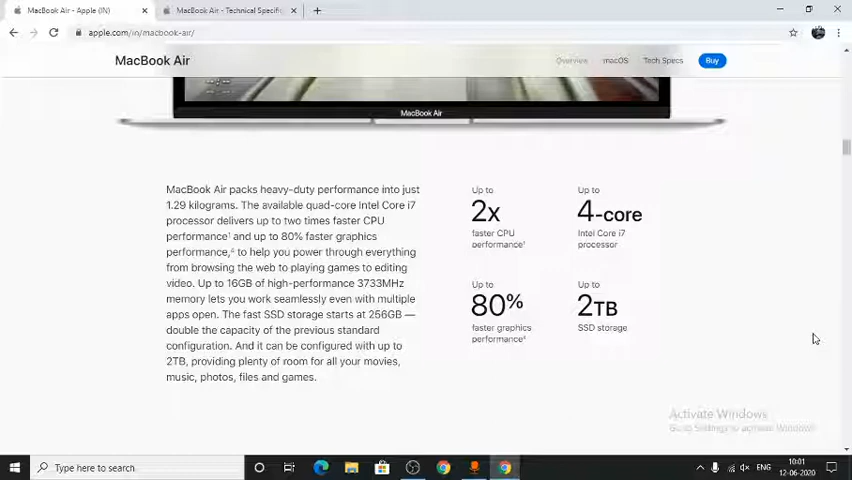 MacBook Air - Apple (IN)
MacBook Air - Technical Specifi
apple.com/in/macbook-air/
MacBook Air
Overview
macOS
Tech Specs
Buy
MacBook Air
MacBook Air packs heavy-duty performance into just
1.29 kilograms. The available quad-core Intel Core i7
processor delivers up to two times faster CPU
performance¹ and up to 80% faster graphics
performance, to help you power through everything
from browsing the web to playing games to editing
video. Up to 16GB of high-performance 3733MHz
memory lets you work seamlessly even with multiple
apps open. The fast SSD storage starts at 256GB —
double the capacity of the previous standard
configuration. And it can be configured with up to
2TB, providing plenty of room for all your movies,
music, photos, files and games.
Up to
2x
faster CPU
performance¹
Up to
4-core
Intel Core i7
processor
Up to
80%
faster graphics
performance
Up to
2TB
SSD storage
Activate Windows
Go to Settings to activate Windows.
Type here to search
ENG
10:01
12-06-2020